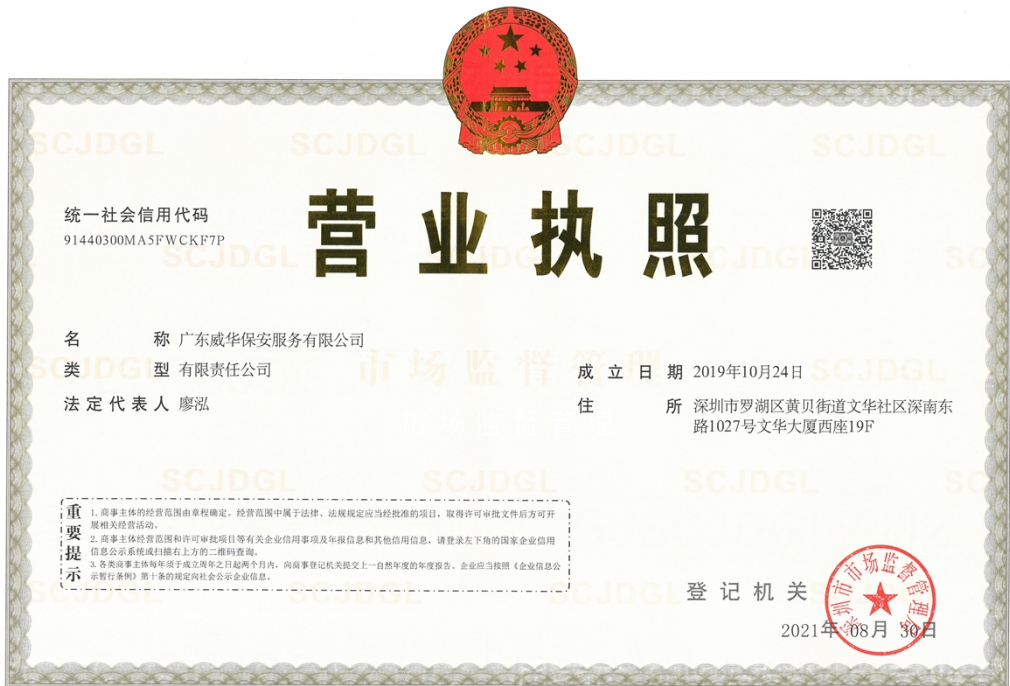 营业执照
统一社会信用代码
91440300MA5FWCKF7P
名称 广东威华保安服务有限公司
类型 有限责任公司
法定代表人 廖泓
成立日期 2019年10月24日
住所 深圳市罗湖区黄贝街道文华社区深南东
路1027号文华大厦西座19F
重要提示
1.商事主体的经营范围由章程确定。经营范围中属于法律、法规规定应当经批准的项目，取得许可审批文件后方可开
展相关经营活动。
2.商事主体经营范围和许可审批项目等有关企业信用事项及年报信息和其他信用信息，请登录左下角的国家企业信用
信息公示系统或扫描右上方的二维码查询。
3.各类商事主体每年须于成立周年之日起两个月内，向商事登记机关提交上一自然年度的年度报告。企业应当按照《企业信息公
示暂行条例》第十条的规定向社会公示企业信息。
登记机关
深圳市市场监督管理局
2021年08月30日
SCJDGL
市场监督管理